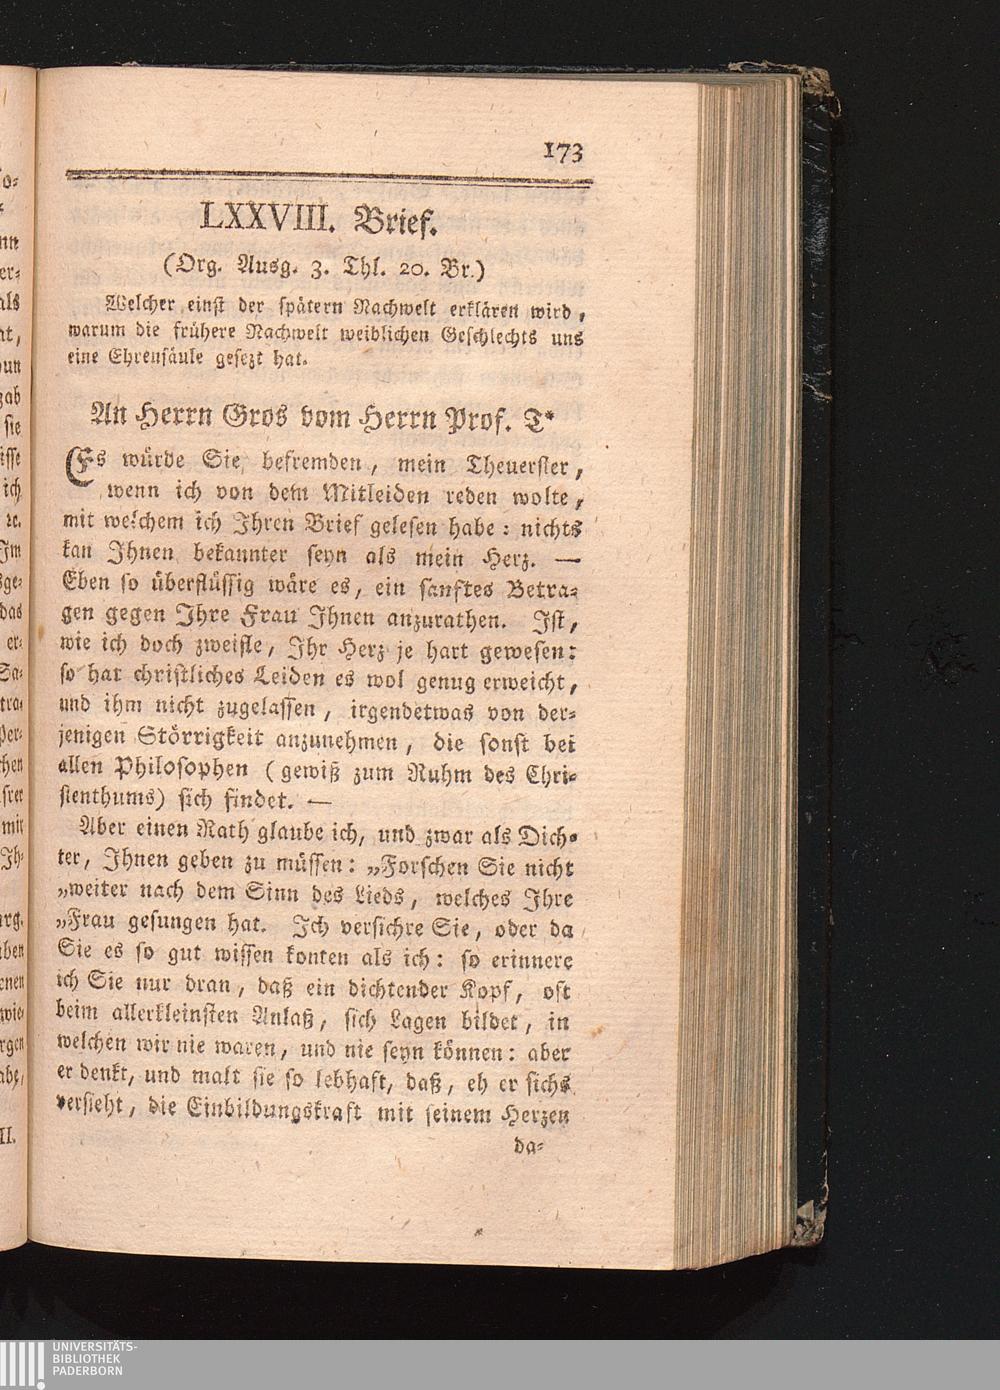 173
LXXVIII. Brief.
(Org. Ausg. 3. Thl. 20. Br.)
Welcher einst der spätern Nachwelt erklären wird,
warum die frühere Nachwelt weiblichen Geschlechts uns
eine Ehrensäule gesezt hat.
An Herrn Gros vom Herrn Prof. T*
Es würde Sie befremden, mein Theuerster,
wenn ich von dem Mitleiden reden wolte,
mit welchem ich Ihren Brief gelesen habe: nichts
kan Ihnen bekannter seyn als mein Herz. —
Eben so überflüssig wäre es, ein sanftes Betra-
gen gegen Ihre Frau Ihnen anzurathen. Ist,
wie ich doch zweifle, Ihr Herz je hart gewesen:
so hat christliches Leiden es wol genug erweicht,
und ihm nicht zugelassen, irgendetwas von der-
jenigen Störrigkeit anzunehmen, die sonst bei
allen Philosophen (gewiß zum Ruhm des Chri-
stenthums) sich findet. —
Aber einen Rath glaube ich, und zwar als Dich-
ter, Ihnen geben zu müssen: „Forschen Sie nicht
„weiter nach dem Sinn des Lieds, welches Ihre
„Frau gesungen hat. Ich versichre Sie, oder da
Sie es so gut wissen konten als ich: so erinnere
ich Sie nur dran, daß ein dichtender Kopf, oft
beim allerkleinsten Anlaß, sich Lagen bildet, in
welchen wir nie waren, und nie seyn können: aber
er denkt, und malt sie so lebhaft, daß, eh er sichs
versieht, die Einbildungskraft mit seinem Herzen
da-
UNIVERSITÄTS-
BIBLIOTHEK
PADERBORN